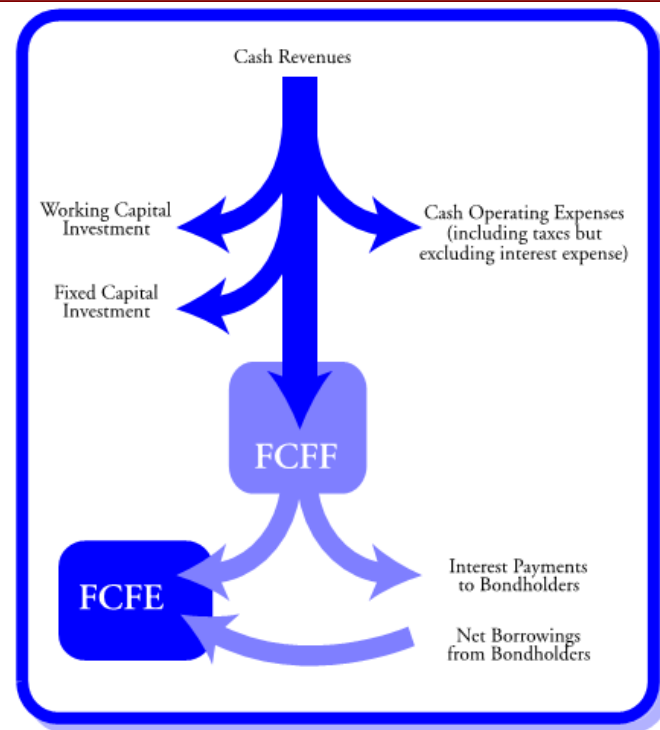 Cash Revenues
Working Capital
Investment
Cash Operating Expenses
(including taxes but
excluding interest expense)
Fixed Capital
Investment
FCFF
FCFE
Interest Payments
to Bondholders
Net Borrowings
from Bondholders